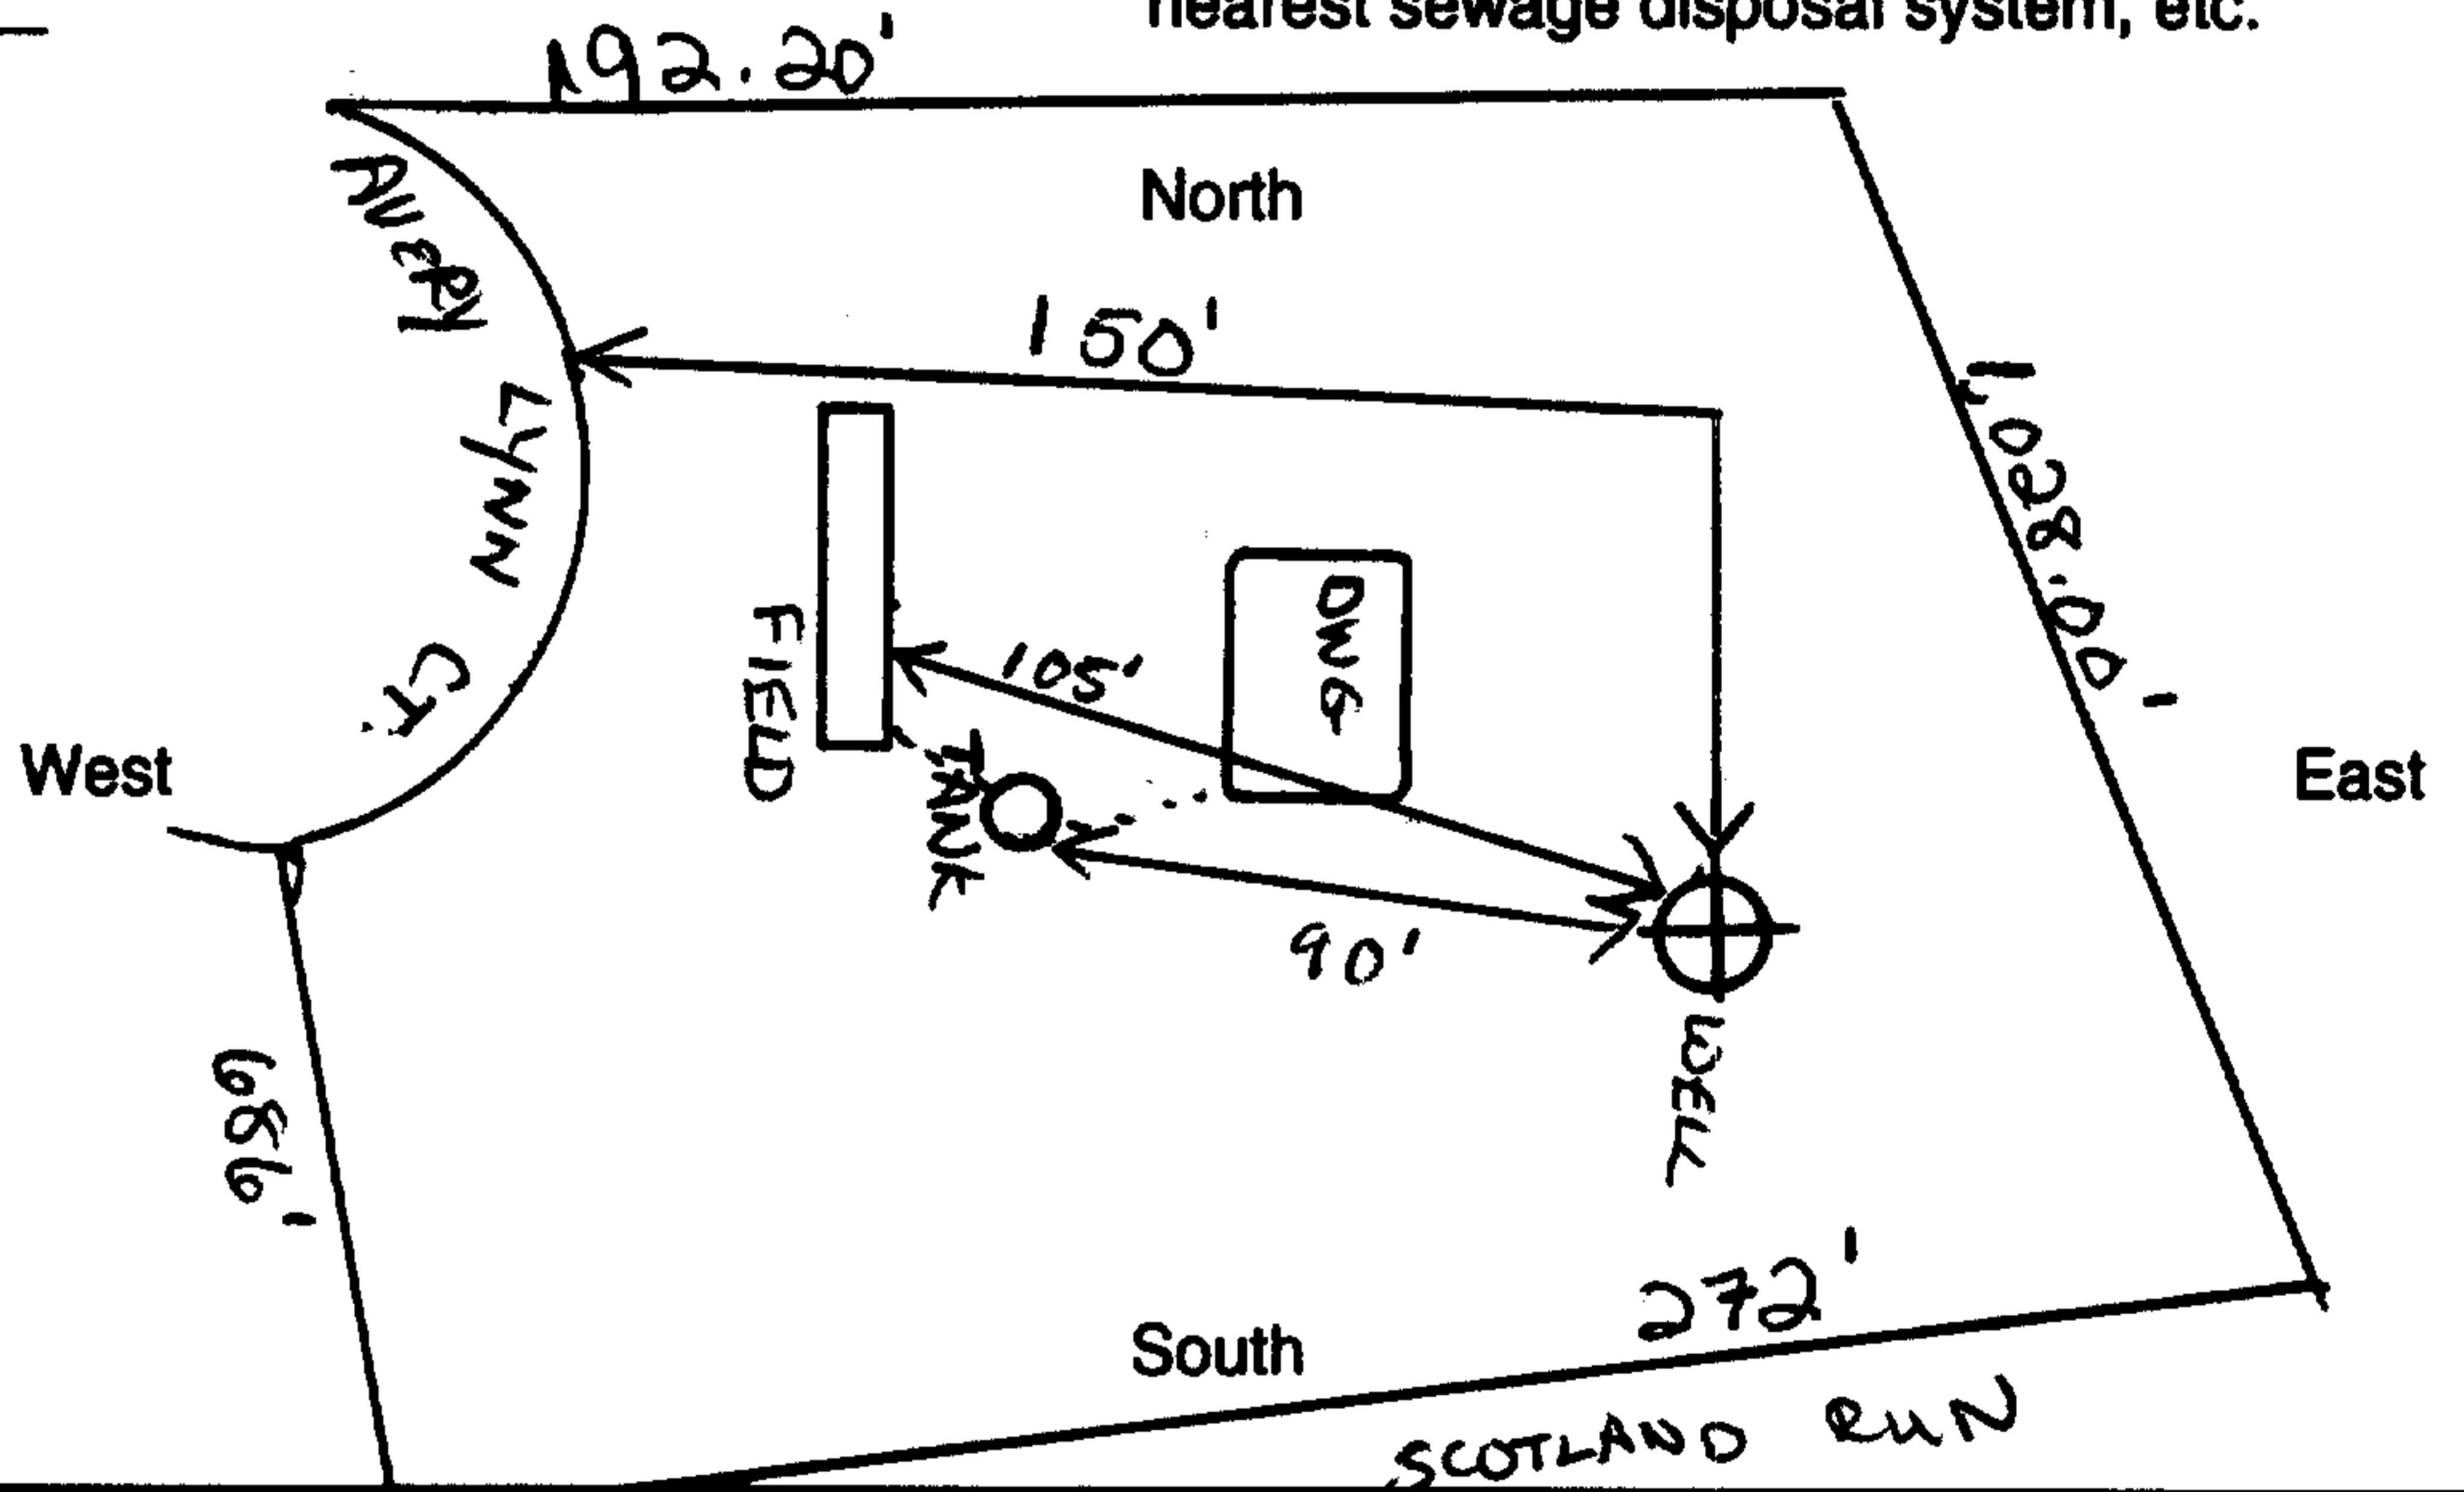 nearest sewage disposal system, etc.
192.20'
North
AVERY LYNN CT.
150'
1028.00'
DWG
FIELD
105'
TANK
West
East
90'
WELL
686'
272'
South
SCOTLAND RUN